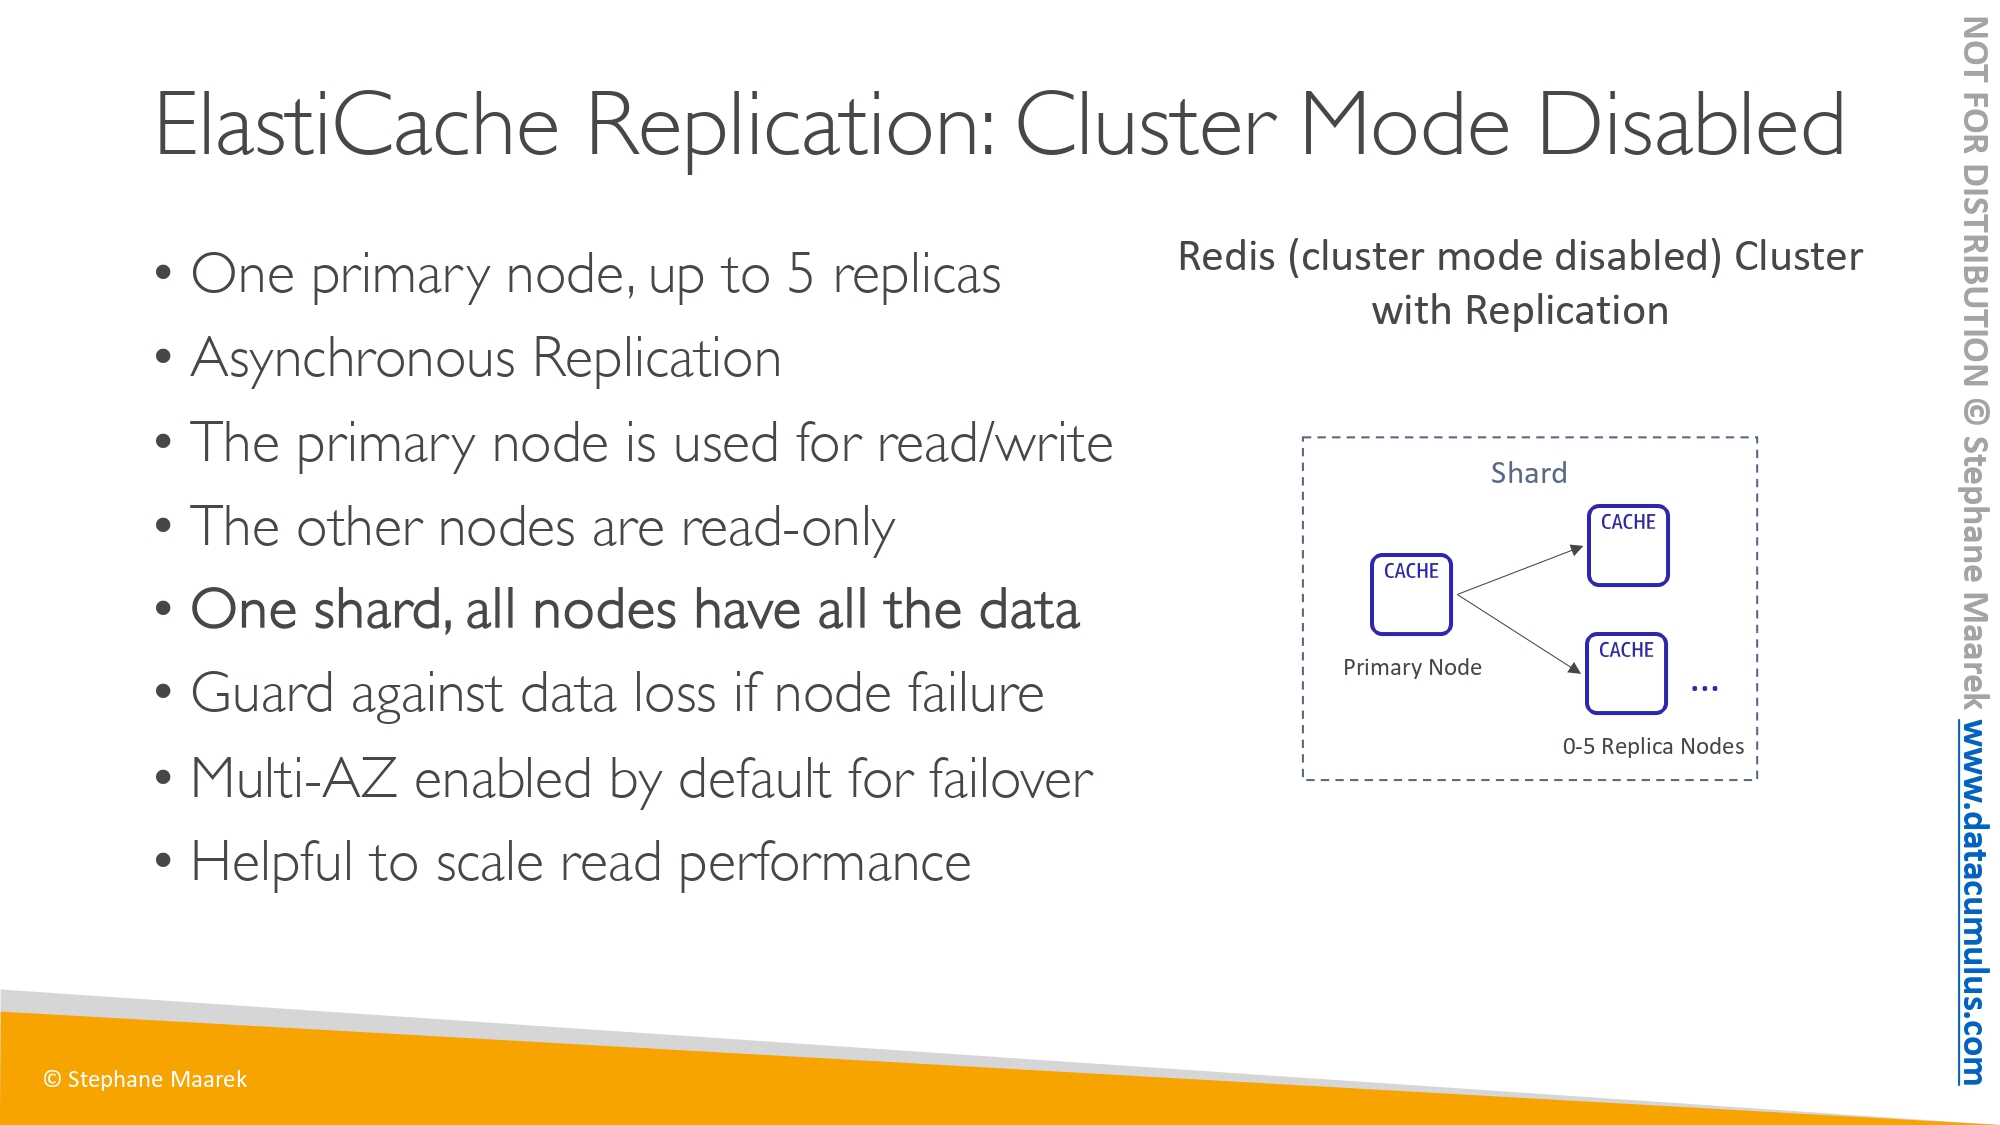 ElastiCache Replication: Cluster Mode Disabled
• One primary node, up to 5 replicas
• Asynchronous Replication
• The primary node is used for read/write
• The other nodes are read-only
• One shard, all nodes have all the data
• Guard against data loss if node failure
• Multi-AZ enabled by default for failover
• Helpful to scale read performance
Redis (cluster mode disabled) Cluster
with Replication
Shard
CACHE
CACHE
Primary Node
CACHE
...
0-5 Replica Nodes
© Stephane Maarek
NOT FOR DISTRIBUTION © Stephane Maarek www.datacumulus.com